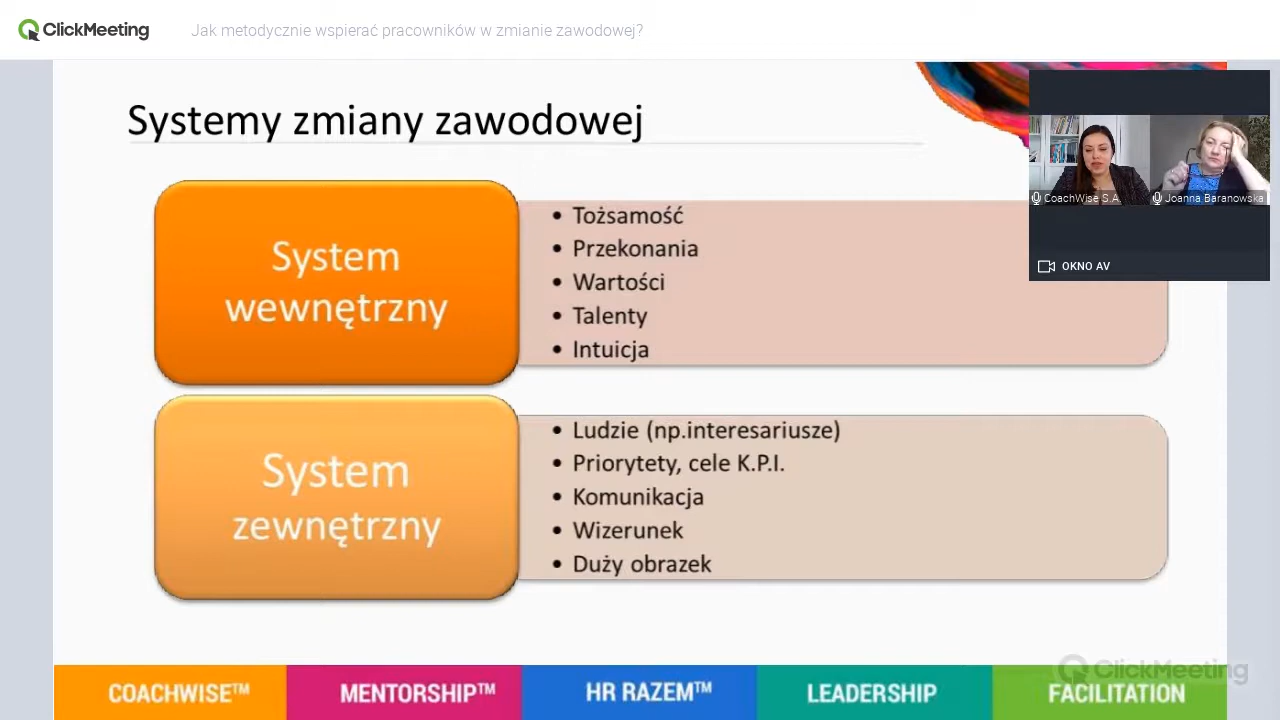 ClickMeeting
Jak metodycznie wspierać pracowników w zmianie zawodowej?
Systemy zmiany zawodowej
System
wewnętrzny
• Tożsamość
• Przekonania
• Wartości
• Talenty
• Intuicja
CoachWise S.A.
Joanna Baranowska
OKNO AV
System
zewnętrzny
• Ludzie (np.interesariusze)
• Priorytety, cele K.P.I.
• Komunikacja
• Wizerunek
• Duży obrazek
ClickMeeting
COACHWISE™
MENTORSHIP™
HR RAZEM™
LEADERSHIP
FACILITATION